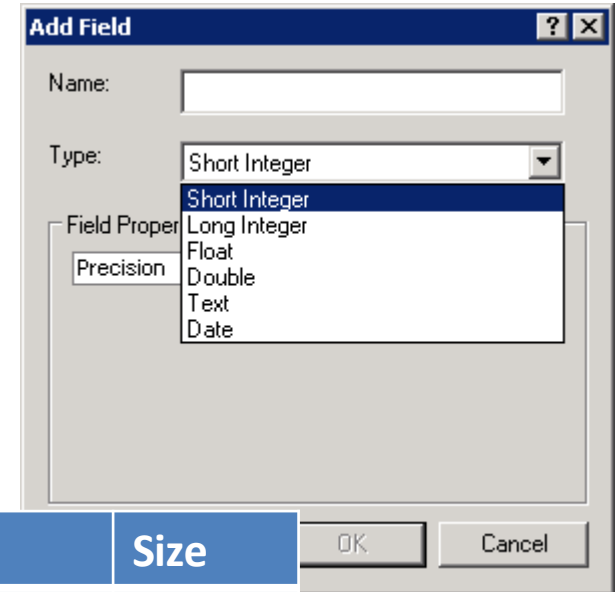 Add Field
Name:
Type:
Short Integer
Short Integer
Long Integer
Float
Double
Text
Date
Field Proper
Precision
Size
OK
Cancel